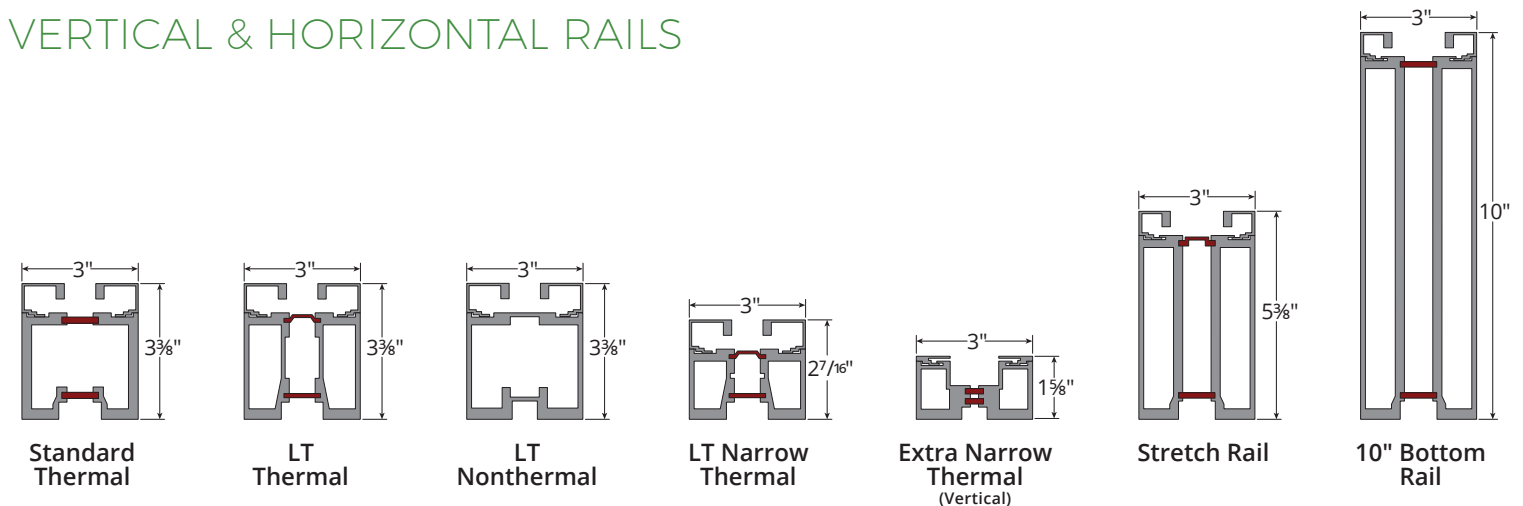 VERTICAL & HORIZONTAL RAILS
3"
3⅜"
Standard
Thermal
3"
3⅜"
LT
Thermal
3"
3⅜"
LT
Nonthermal
3"
2⁷/₁₆"
LT Narrow
Thermal
3"
1⅝"
Extra Narrow
Thermal
(Vertical)
3"
5⅜"
Stretch Rail
3"
10"
10" Bottom
Rail